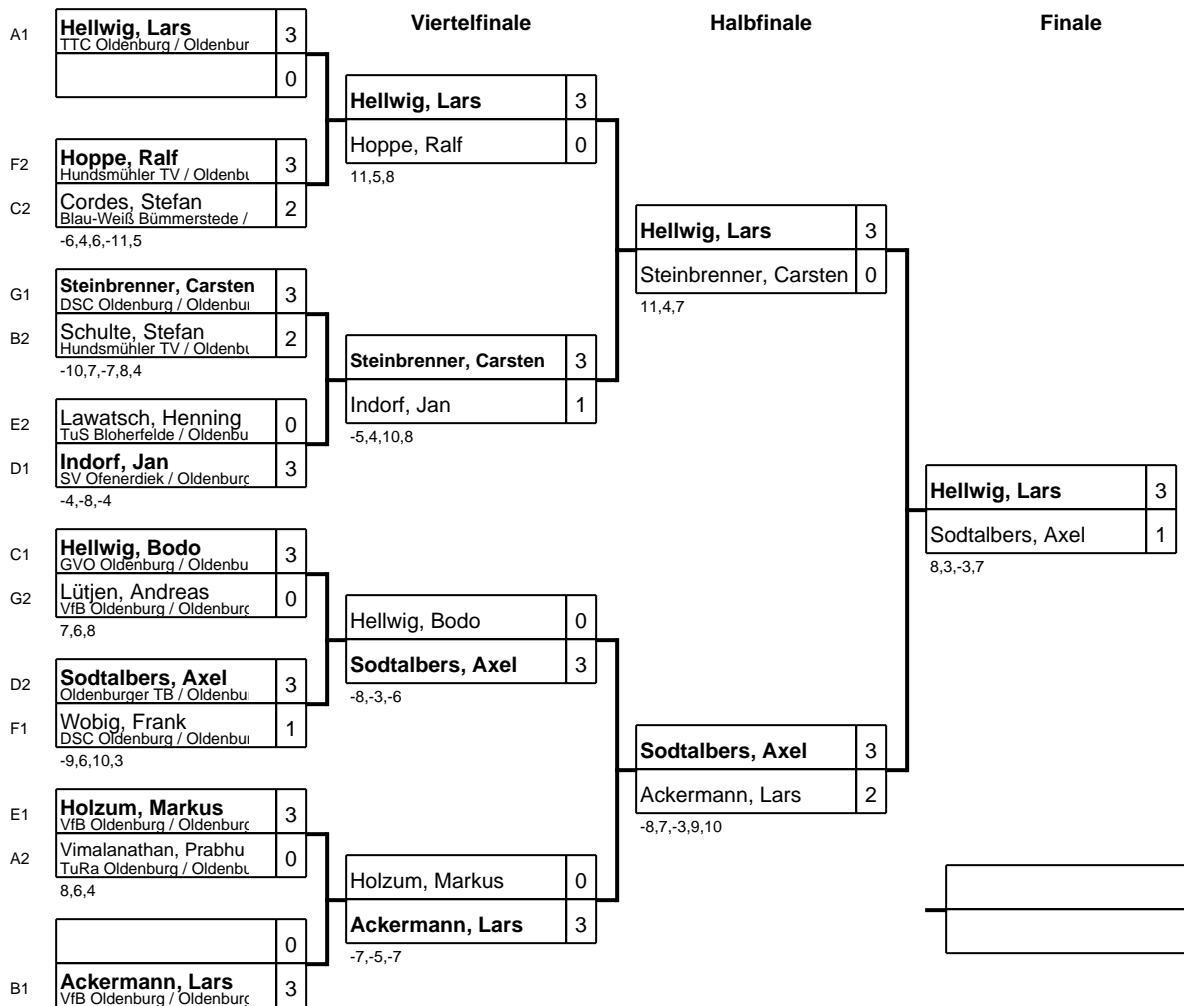 Viertelfinale
Halbfinale
Finale
A1
Hellwig, Lars
3
TTC Oldenburg / Oldenbur
0
F2
Hoppe, Ralf
3
Hundsmühler TV / Oldenbu
C2
Cordes, Stefan
2
Blau-Weiß Bümmerstede /
-6,4,6,-11,5
G1
Steinbrenner, Carsten
3
DSC Oldenburg / Oldenbur
B2
Schulte, Stefan
2
Hundsmühler TV / Oldenbu
-10,7,-7,8,4
E2
Lawatsch, Henning
0
TuS Bloherfelde / Oldenbu
D1
Indorf, Jan
3
SV Ofenerdiek / Oldenburg
-4,-8,-4
C1
Hellwig, Bodo
3
GVO Oldenburg / Oldenbu
G2
Lütjen, Andreas
0
VfB Oldenburg / Oldenburg
7,6,8
D2
Sodtalbers, Axel
3
Oldenburger TB / Oldenbu
F1
Wobig, Frank
1
DSC Oldenburg / Oldenbur
-9,6,10,3
E1
Holzum, Markus
3
VfB Oldenburg / Oldenburg
A2
Vimalanathan, Prabhu
0
TuRa Oldenburg / Oldenbu
8,6,4
0
B1
Ackermann, Lars
3
VfB Oldenburg / Oldenburg
Hellwig, Lars
3
Hoppe, Ralf
0
11,5,8
Steinbrenner, Carsten
3
Indorf, Jan
1
-5,4,10,8
Hellwig, Bodo
0
Sodtalbers, Axel
3
-8,-3,-6
Holzum, Markus
0
Ackermann, Lars
3
-7,-5,-7
Hellwig, Lars
3
Steinbrenner, Carsten
0
11,4,7
Sodtalbers, Axel
3
Ackermann, Lars
2
-8,7,-3,9,10
Hellwig, Lars
3
Sodtalbers, Axel
1
8,3,-3,7